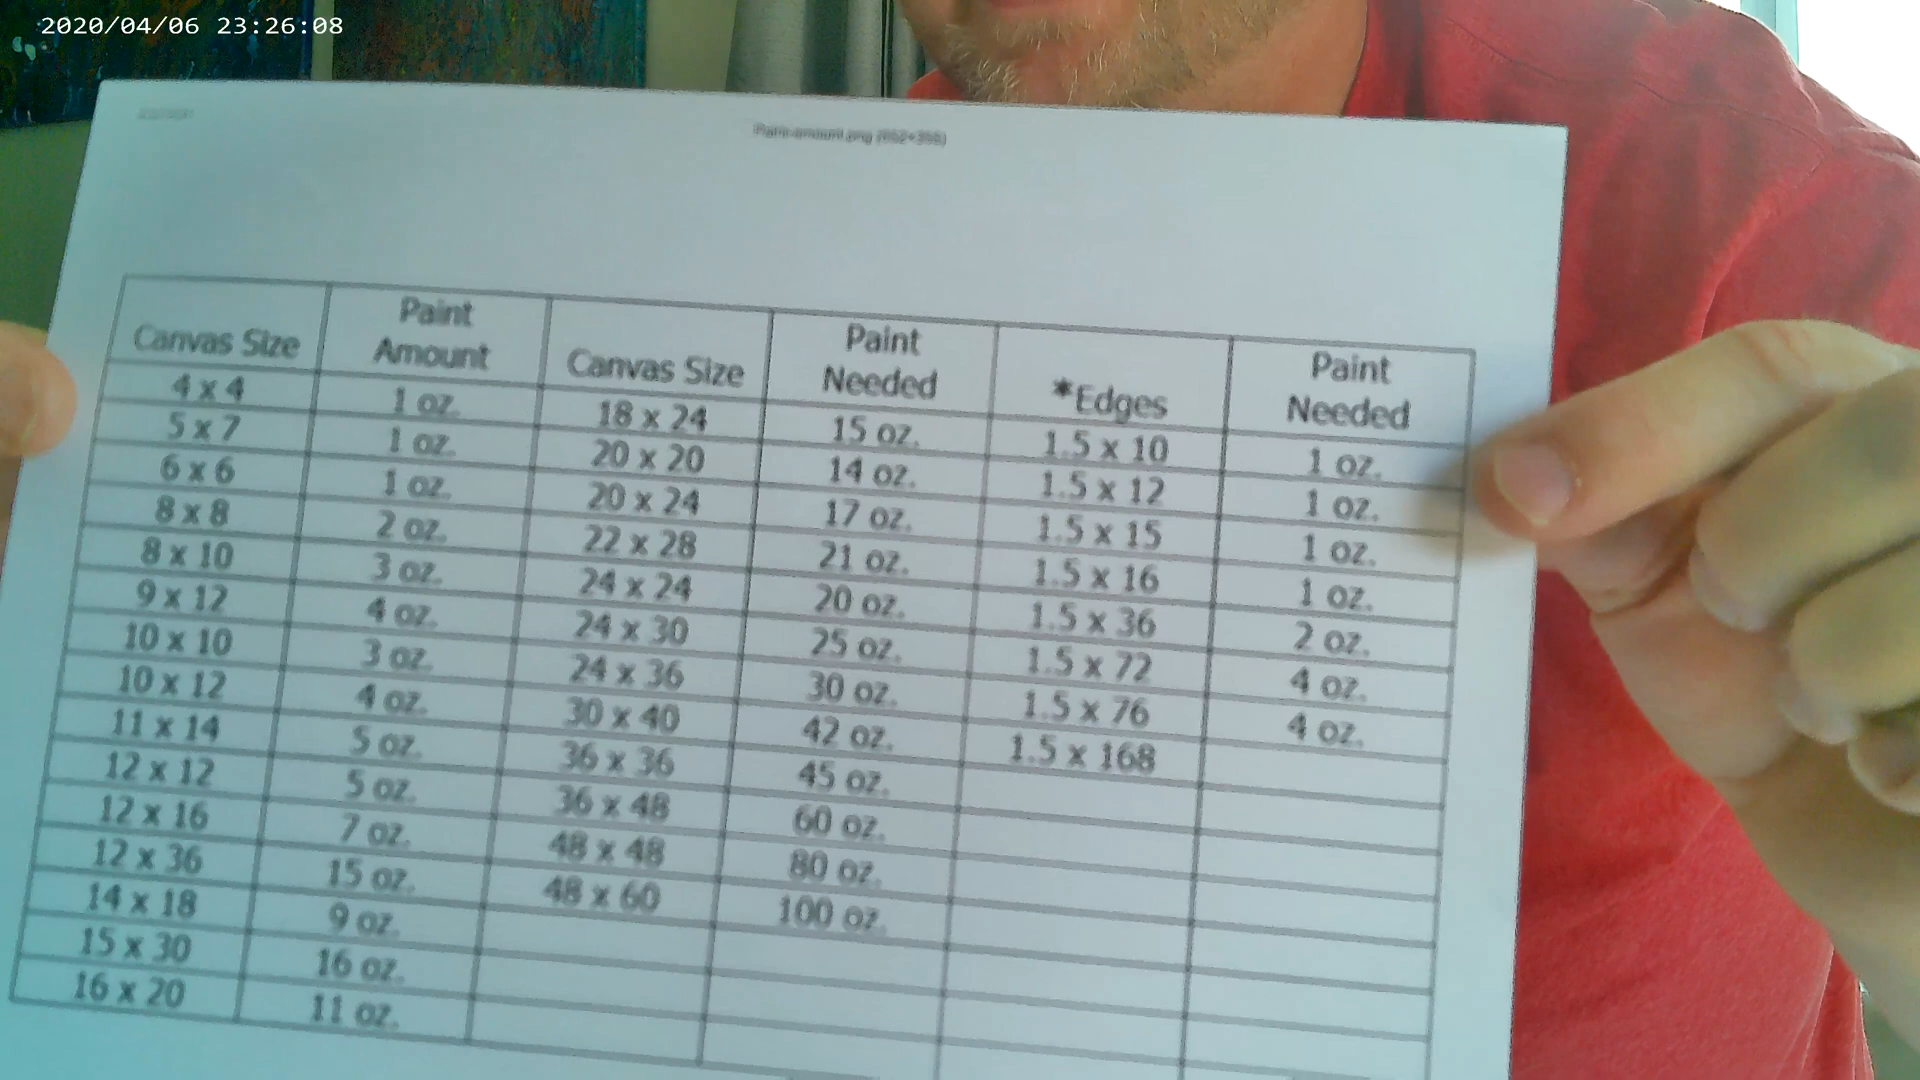 2020/04/06 23:26:08
Paint-amount.png (652×355)
Canvas Size Paint Amount Canvas Size Paint Needed *Edges Paint Needed
4 x 4 1 oz. 18 x 24 15 oz. 1.5 x 10 1 oz.
5 x 7 1 oz. 20 x 20 14 oz. 1.5 x 12 1 oz.
6 x 6 1 oz. 20 x 24 17 oz. 1.5 x 15 1 oz.
8 x 8 2 oz. 22 x 28 21 oz. 1.5 x 16 1 oz.
8 x 10 3 oz. 24 x 24 20 oz. 1.5 x 36 2 oz.
9 x 12 4 oz. 24 x 30 25 oz. 1.5 x 72 4 oz.
10 x 10 3 oz. 24 x 36 30 oz. 1.5 x 76 4 oz.
10 x 12 4 oz. 30 x 40 42 oz. 1.5 x 168
11 x 14 5 oz. 36 x 36 45 oz.
12 x 12 5 oz. 36 x 48 60 oz.
12 x 16 7 oz. 48 x 48 80 oz.
12 x 36 15 oz. 48 x 60 100 oz.
14 x 18 9 oz.
15 x 30 16 oz.
16 x 20 11 oz.